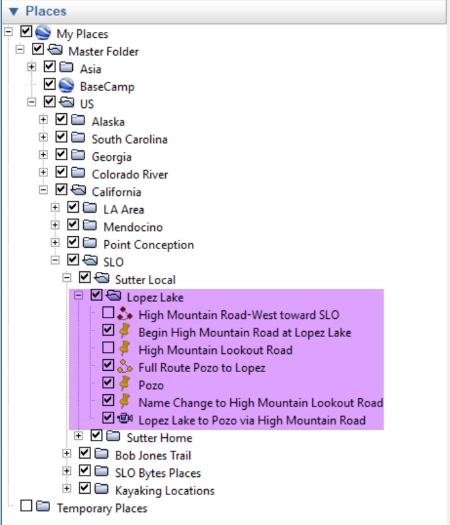 Places
My Places
Master Folder
Asia
BaseCamp
US
Alaska
South Carolina
Georgia
Colorado River
California
LA Area
Mendocino
Point Conception
SLO
Sutter Local
Lopez Lake
High Mountain Road-West toward SLO
Begin High Mountain Road at Lopez Lake
High Mountain Lookout Road
Full Route Pozo to Lopez
Pozo
Name Change to High Mountain Lookout Road
Lopez Lake to Pozo via High Mountain Road
Sutter Home
Bob Jones Trail
SLO Bytes Places
Kayaking Locations
Temporary Places